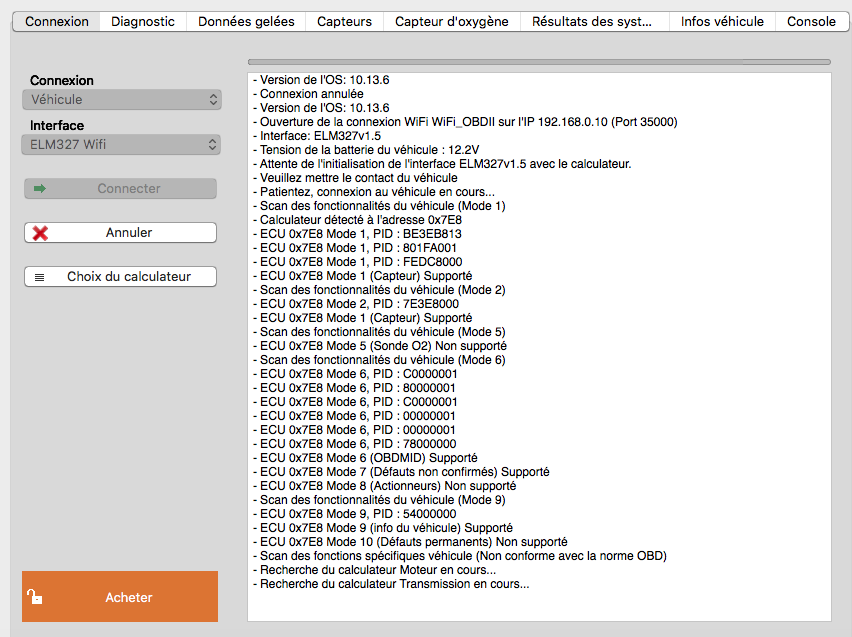 Connexion Diagnostic Données gelées Capteurs Capteur d'oxygène Résultats des syst... Infos véhicule Console
Connexion
Véhicule
Interface
ELM327 Wifi
Connecter
Annuler
Choix du calculateur
Acheter
- Version de l'OS: 10.13.6
- Connexion annulée
- Version de l'OS: 10.13.6
- Ouverture de la connexion WiFi WiFi_OBDII sur l'IP 192.168.0.10 (Port 35000)
- Interface: ELM327v1.5
- Tension de la batterie du véhicule : 12.2V
- Attente de l'initialisation de l'interface ELM327v1.5 avec le calculateur.
- Veuillez mettre le contact du véhicule
- Patientez, connexion au véhicule en cours...
- Scan des fonctionnalités du véhicule (Mode 1)
- Calculateur détecté à l'adresse 0x7E8
- ECU 0x7E8 Mode 1, PID : BE3EB813
- ECU 0x7E8 Mode 1, PID : 801FA001
- ECU 0x7E8 Mode 1, PID : FEDC8000
- ECU 0x7E8 Mode 1 (Capteur) Supporté
- Scan des fonctionnalités du véhicule (Mode 2)
- ECU 0x7E8 Mode 2, PID : 7E3E8000
- ECU 0x7E8 Mode 1 (Capteur) Supporté
- Scan des fonctionnalités du véhicule (Mode 5)
- ECU 0x7E8 Mode 5 (Sonde O2) Non supporté
- Scan des fonctionnalités du véhicule (Mode 6)
- ECU 0x7E8 Mode 6, PID : C0000001
- ECU 0x7E8 Mode 6, PID : 80000001
- ECU 0x7E8 Mode 6, PID : C0000001
- ECU 0x7E8 Mode 6, PID : 00000001
- ECU 0x7E8 Mode 6, PID : 00000001
- ECU 0x7E8 Mode 6, PID : 78000000
- ECU 0x7E8 Mode 6 (OBDMID) Supporté
- ECU 0x7E8 Mode 7 (Défauts non confirmés) Supporté
- ECU 0x7E8 Mode 8 (Actionneurs) Non supporté
- Scan des fonctionnalités du véhicule (Mode 9)
- ECU 0x7E8 Mode 9, PID : 54000000
- ECU 0x7E8 Mode 9 (info du véhicule) Supporté
- ECU 0x7E8 Mode 10 (Défauts permanents) Non supporté
- Scan des fonctions spécifiques véhicule (Non conforme avec la norme OBD)
- Recherche du calculateur Moteur en cours...
- Recherche du calculateur Transmission en cours...